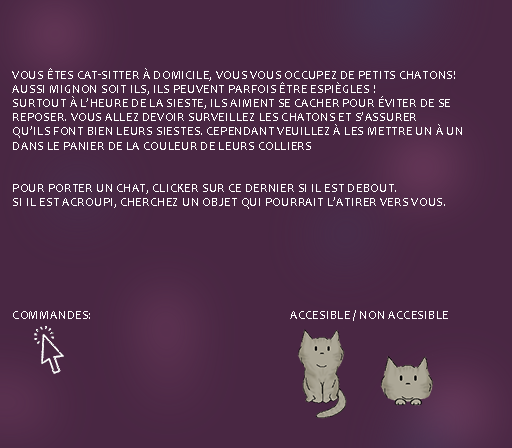 VOUS ÊTES CAT-SITTER À DOMICILE, VOUS VOUS OCCUPEZ DE PETITS CHATONS!
AUSSI MIGNON SOIT ILS, ILS PEUVENT PARFOIS ÊTRE ESPIÈGLES !
SURTOUT À L'HEURE DE LA SIESTE, ILS AIMENT SE CACHER POUR ÉVITER DE SE
REPOSER. VOUS ALLEZ DEVOIR SURVEILLEZ LES CHATONS ET S'ASSURER
QU'ILS FONT BIEN LEURS SIESTES. CEPENDANT VEUILLEZ À LES METTRE UN À UN
DANS LE PANIER DE LA COULEUR DE LEURS COLLIERS
POUR PORTER UN CHAT, CLICKER SUR CE DERNIER SI IL EST DEBOUT.
SI IL EST ACROUPI, CHERCHEZ UN OBJET QUI POURRAIT L'ATIRER VERS VOUS.
COMMANDES:
ACCESIBLE / NON ACCESIBLE